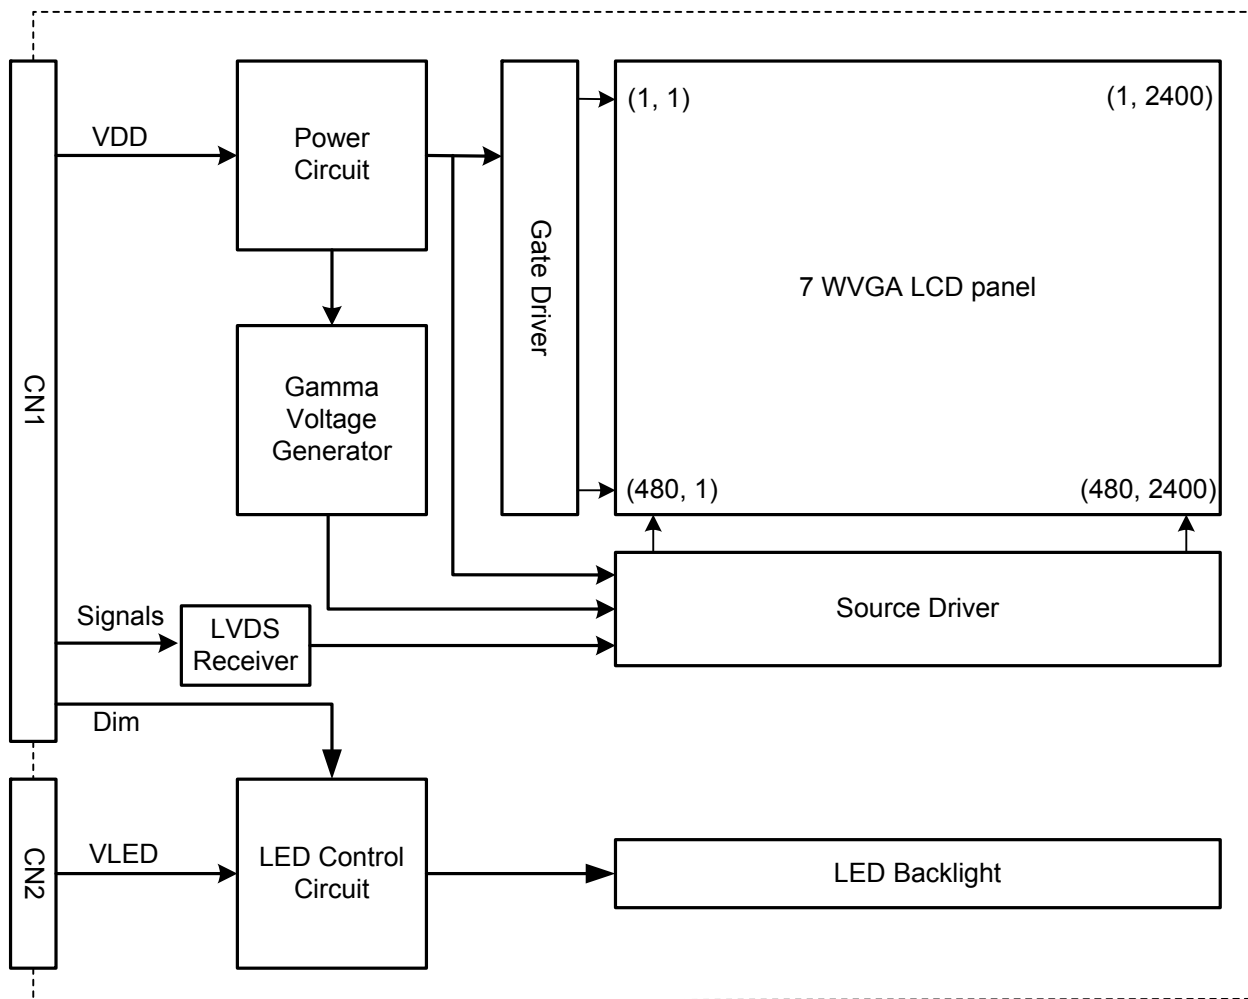 VDD
Power
Circuit
(1, 1)
(1, 2400)
Gate Driver
7 WVGA LCD panel
CN1
Gamma
Voltage
Generator
(480, 1)
(480, 2400)
Signals
LVDS
Receiver
Source Driver
Dim
CN2
VLED
LED Control
Circuit
LED Backlight